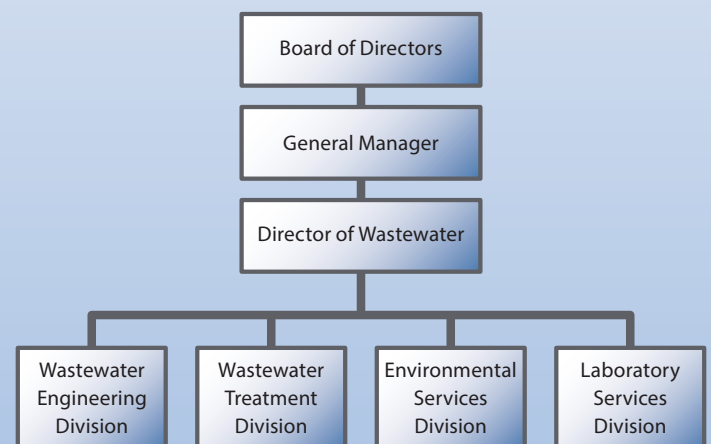 Board of Directors
General Manager
Director of Wastewater
Wastewater
Engineering
Division
Wastewater
Treatment
Division
Environmental
Services
Division
Laboratory
Services
Division